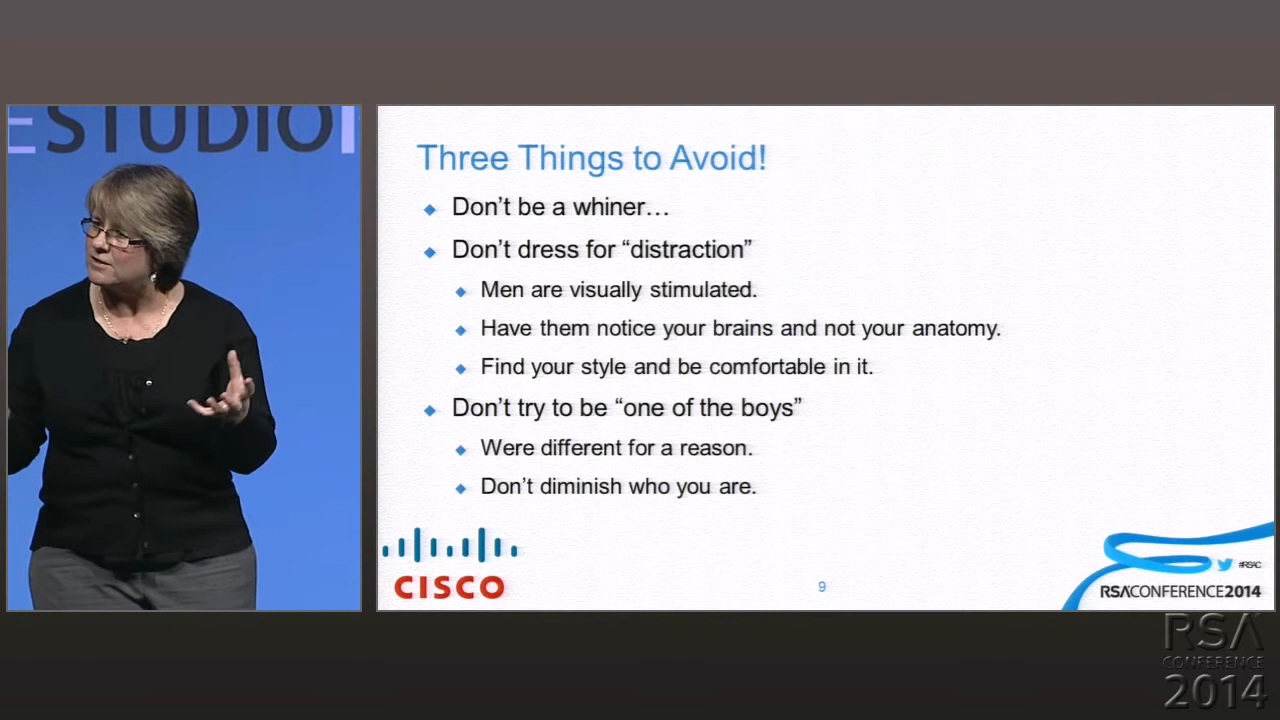 ESTUDIO
Three Things to Avoid!
Don't be a whiner…
Don't dress for “distraction”
Men are visually stimulated.
Have them notice your brains and not your anatomy.
Find your style and be comfortable in it.
Don't try to be “one of the boys”
Were different for a reason.
Don't diminish who you are.
CISCO
9
#RSAC
RSACONFERENCE2014
RSA
CONFERENCE
2014